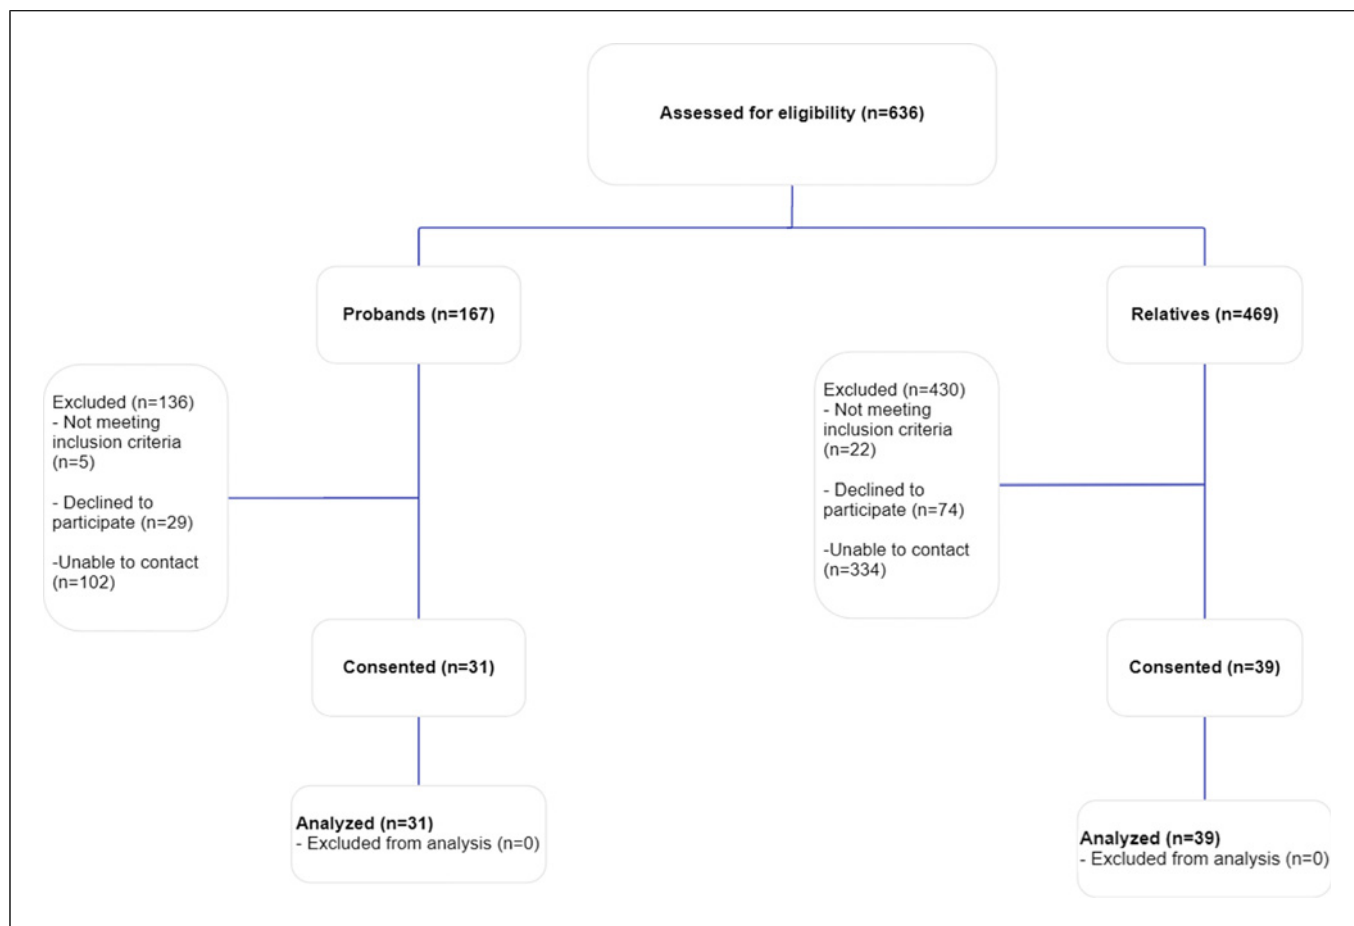 Assessed for eligibility (n=636)
Probands (n=167)
Relatives (n=469)
Excluded (n=136)
- Not meeting
inclusion criteria
(n=5)
- Declined to
participate (n=29)
-Unable to contact
(n=102)
Excluded (n=430)
- Not meeting
inclusion criteria
(n=22)
- Declined to
participate (n=74)
-Unable to contact
(n=334)
Consented (n=31)
Consented (n=39)
Analyzed (n=31)
- Excluded from analysis (n=0)
Analyzed (n=39)
- Excluded from analysis (n=0)